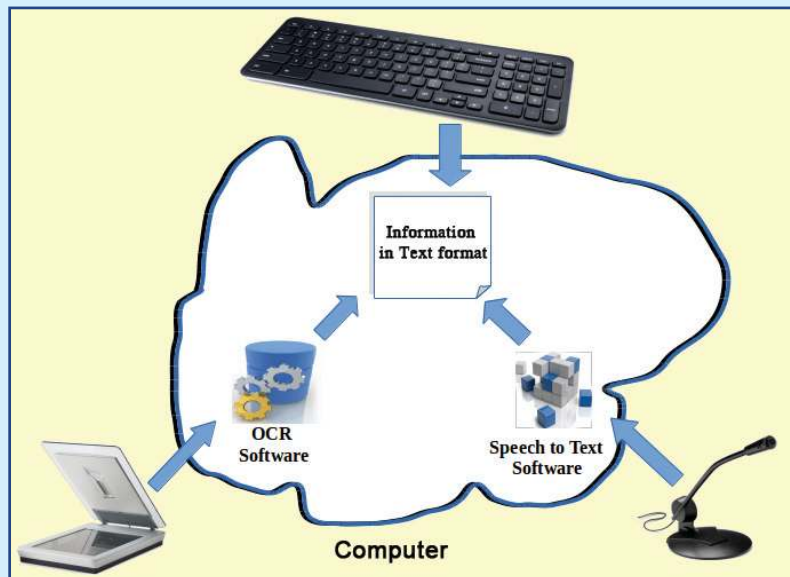 Information
in Text format
OCR
Software
Speech to Text
Software
Computer